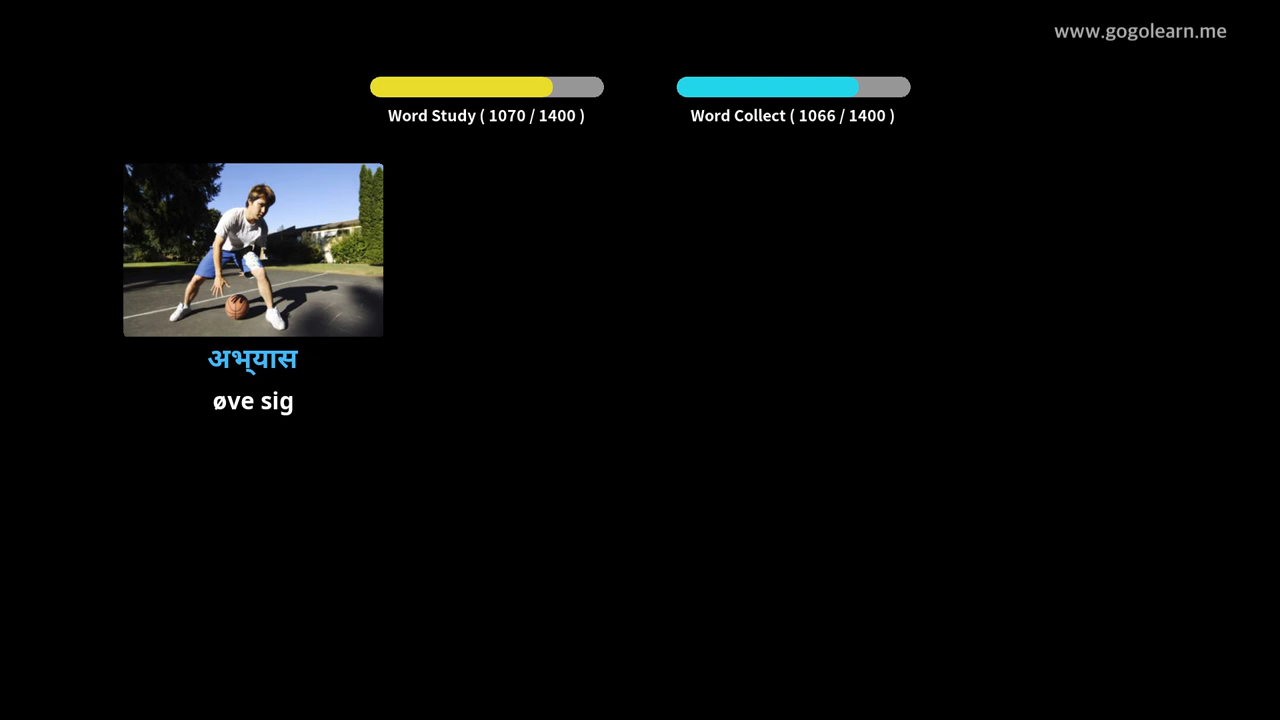 www.gogolearn.me
Word Study ( 1070 / 1400 )
Word Collect ( 1066 / 1400 )
अभ्यास
øve sig